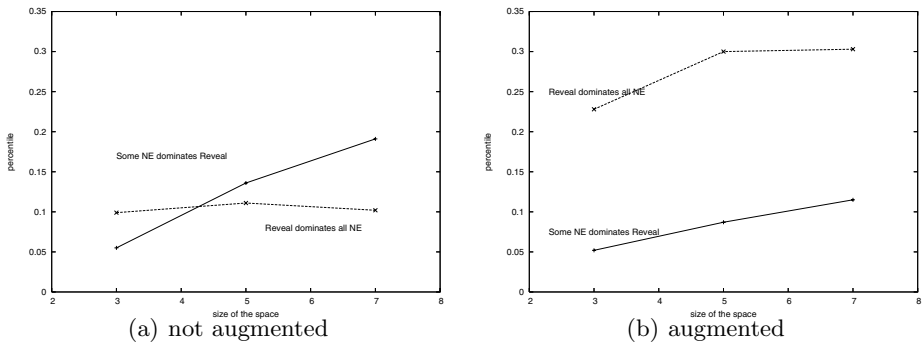 0.35
0.3
0.25
0.2
0.15
0.1
0.05
0
percentile
Some NE dominates Reveal
Reveal dominates all NE
2 3 4 5 6 7 8
size of the space
(a) not augmented
0.35
0.3
0.25
0.2
0.15
0.1
0.05
0
percentile
Reveal dominates all NE
Some NE dominates Reveal
2 3 4 5 6 7 8
size of the space
(b) augmented